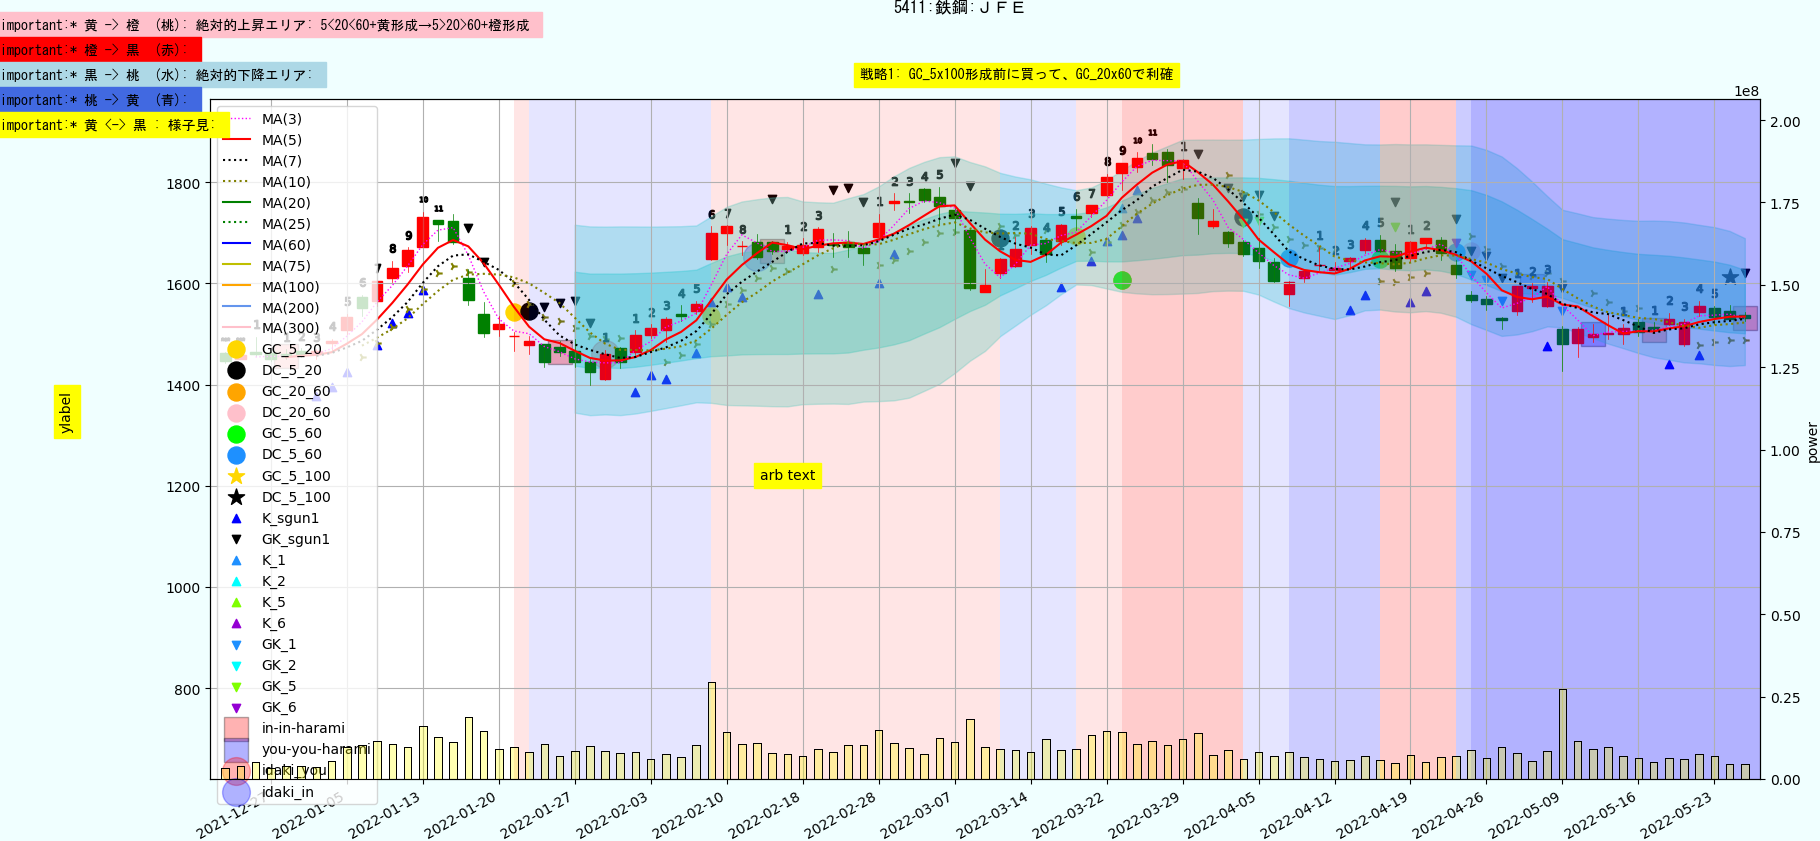 5411:鉄鋼:ＪＦＥ
important:* 黄 -> 橙 （桃）: 絶対的上昇エリア: 5<20<60+黄形成→5>20>60+橙形成
important:* 橙 -> 黒 （赤）:
important:* 黒 -> 桃 （水）: 絶対的下降エリア:
important:* 桃 -> 黄 （青）:
important:* 黄 <-> 黒 : 様子見:
戦略1: GC_5x100形成前に買って、GC_20x60で利確
1e8
MA(3)
MA(5)
MA(7)
MA(10)
MA(20)
MA(25)
MA(60)
MA(75)
MA(100)
MA(200)
MA(300)
GC_5_20
DC_5_20
GC_20_60
DC_20_60
GC_5_60
DC_5_60
GC_5_100
DC_5_100
K_sgun1
GK_sgun1
K_1
K_2
K_5
K_6
GK_1
GK_2
GK_5
GK_6
in-in-harami
you-you-harami
idaki_you
idaki_in
1800
1600
1400
1200
1000
800
ylabel
arb text
2.00
1.75
1.50
1.25
1.00
0.75
0.50
0.25
0.00
power
2021-12-27
2022-01-05
2022-01-13
2022-01-20
2022-01-27
2022-02-03
2022-02-10
2022-02-18
2022-02-28
2022-03-07
2022-03-14
2022-03-22
2022-03-29
2022-04-05
2022-04-12
2022-04-19
2022-04-26
2022-05-09
2022-05-16
2022-05-23